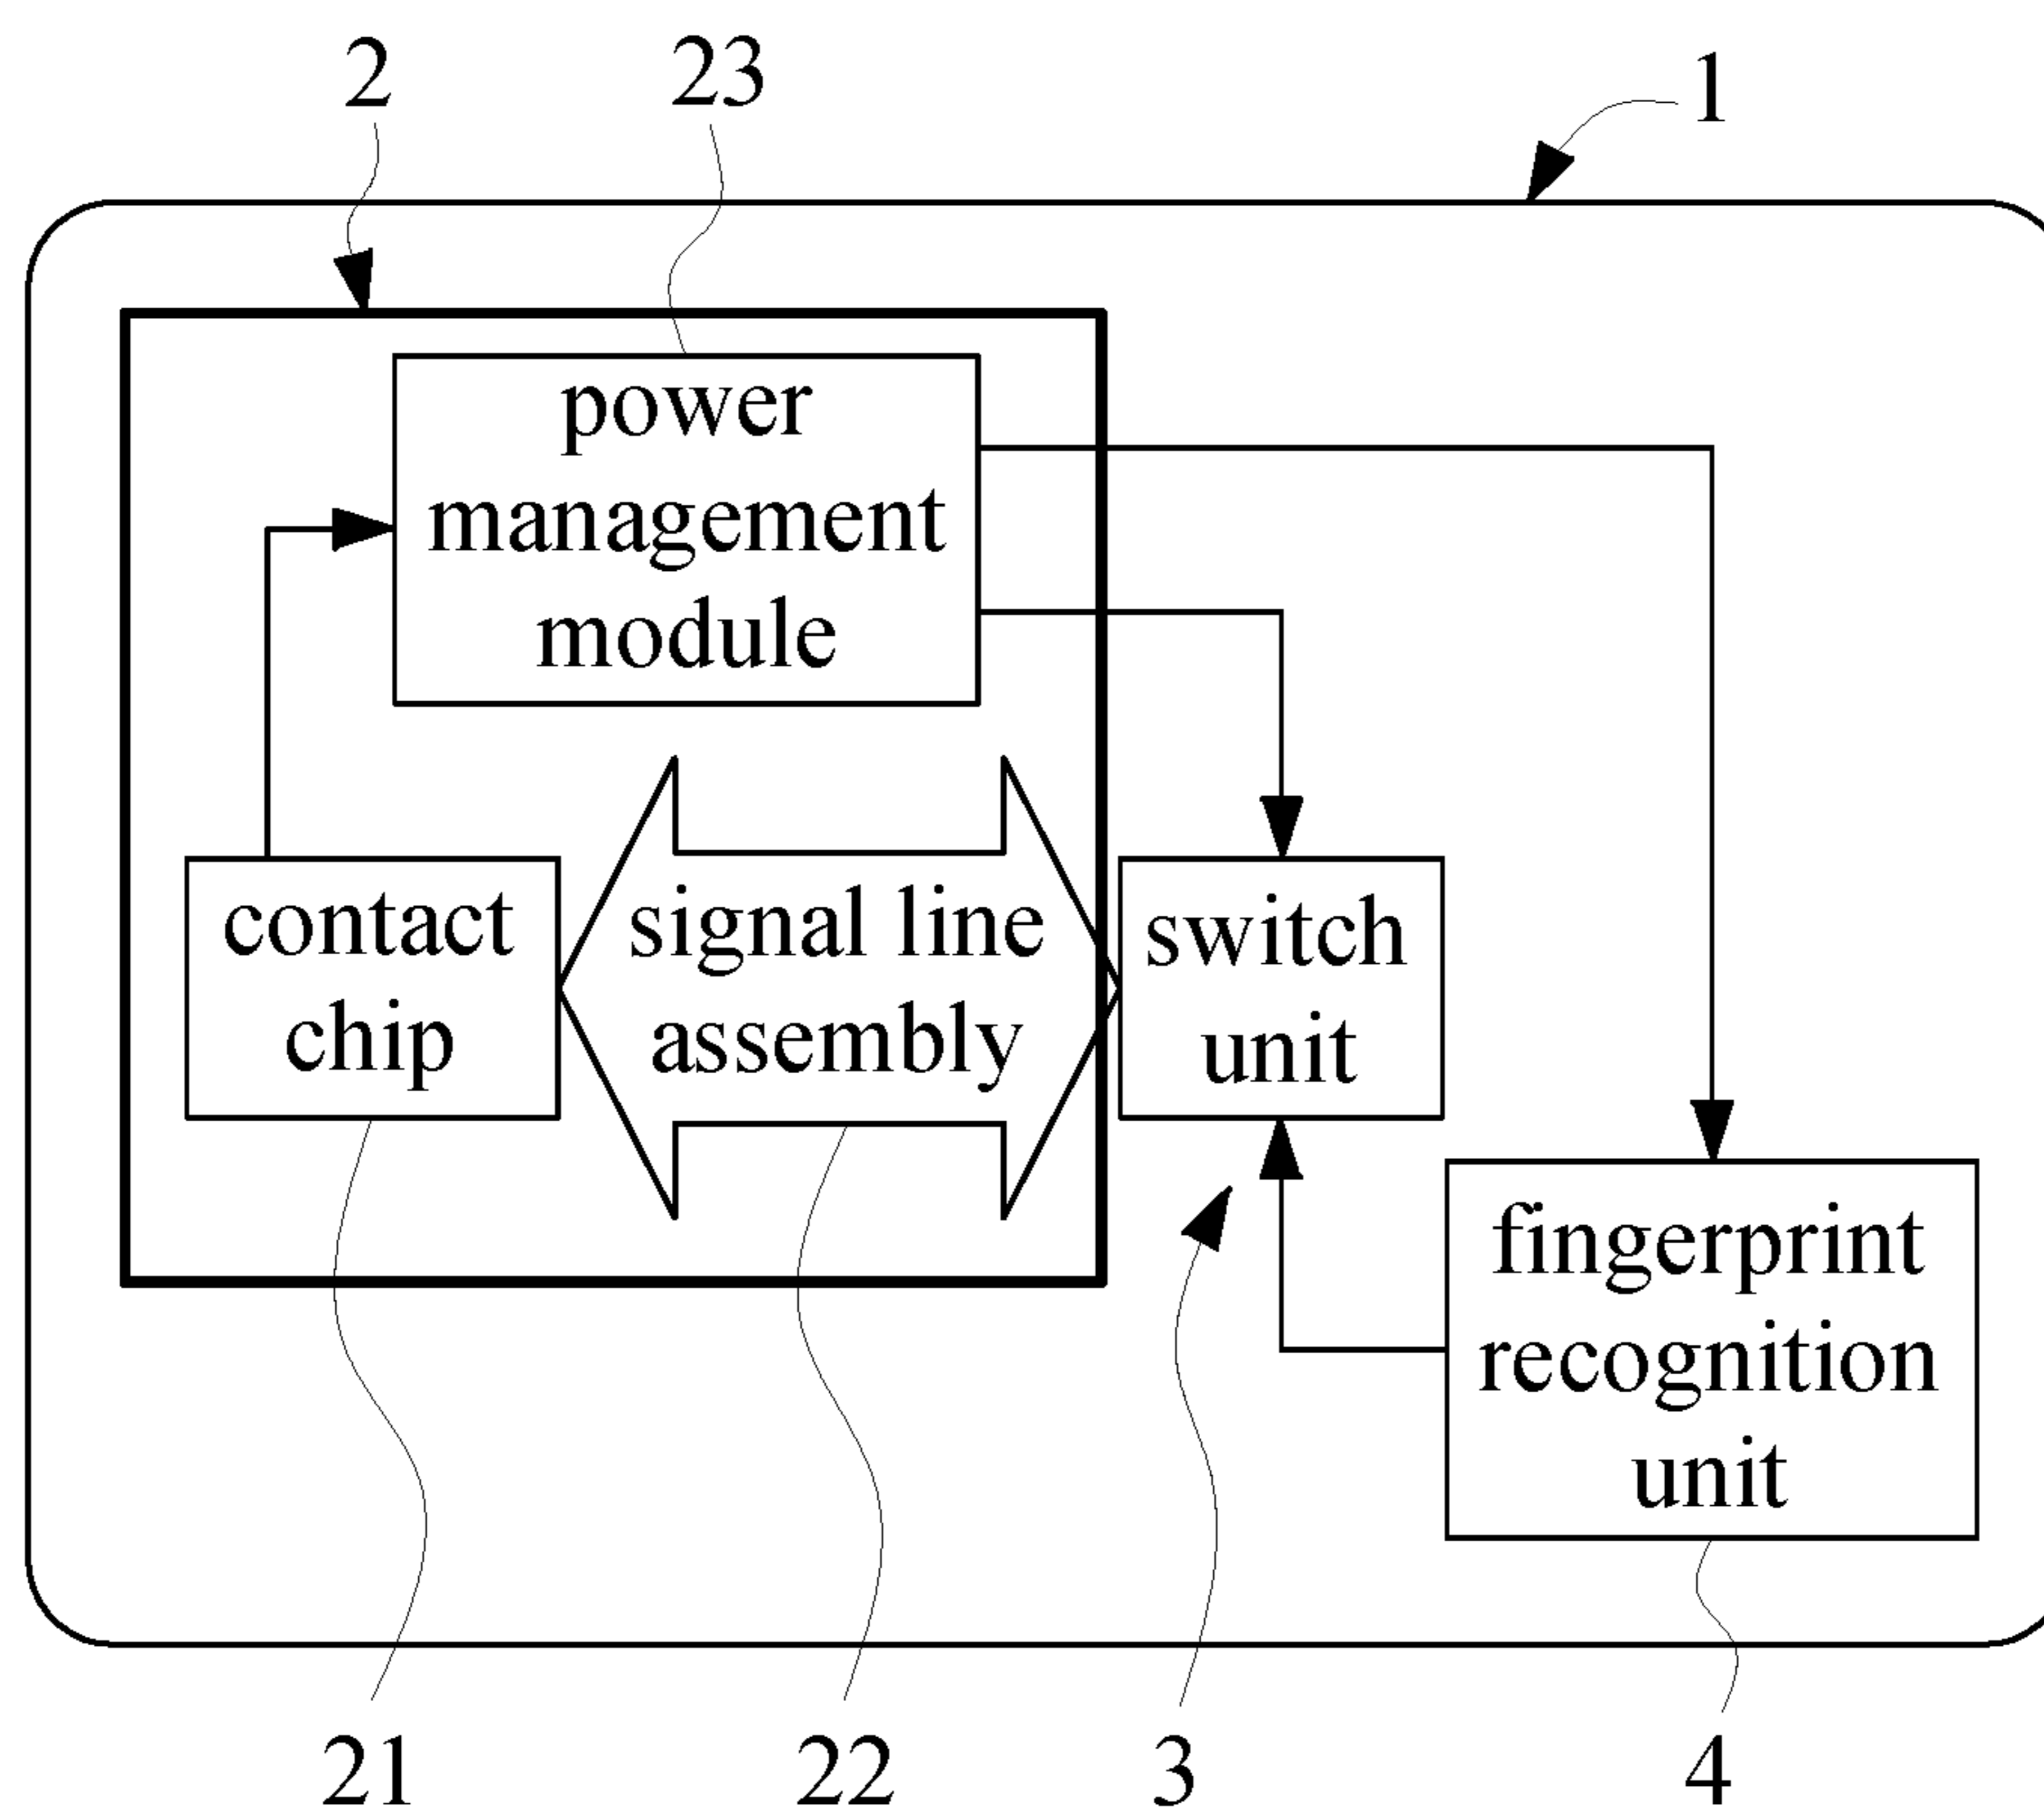 2
23
1
power
management
module
contact
chip
signal line
assembly
switch
unit
fingerprint
recognition
unit
21
22
3
4